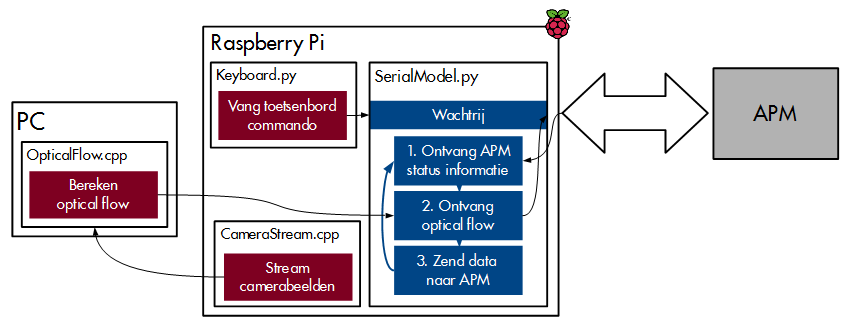 Raspberry Pi
Keyboard.py
Vang toetsenbord
commando
SerialModel.py
Wachtrij
1. Ontvang APM
status informatie
2. Ontvang
optical flow
3. Zend data
naar APM
APM
PC
OpticalFlow.cpp
Bereken
optical flow
CameraStream.cpp
Stream
camerabeelden